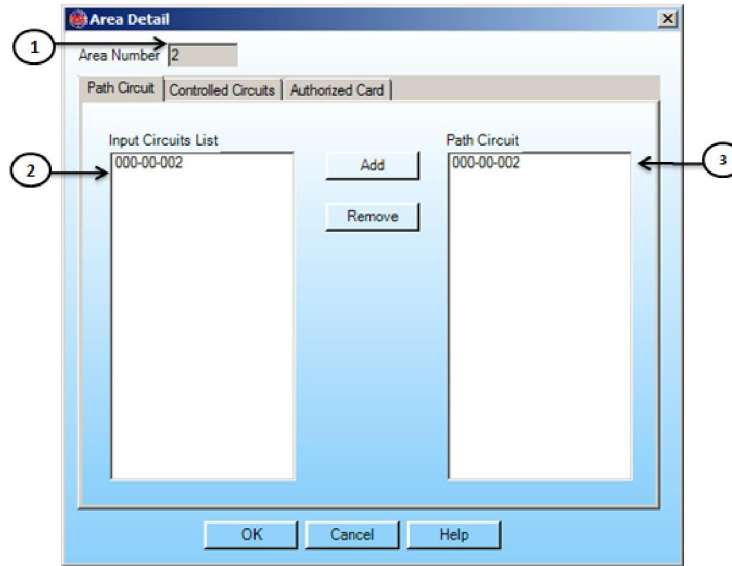 Area Detail
1
Area Number 2
Path Circuit Controlled Circuits Authorized Card
Input Circuits List Path Circuit
2 000-00-002 Add 000-00-002 3
Remove
OK Cancel Help